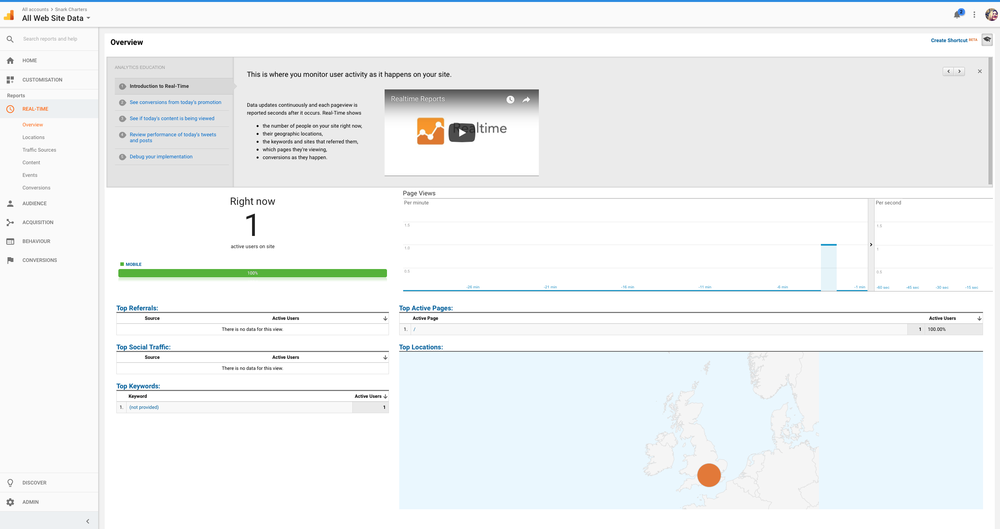 All accounts > Snark Charters
All Web Site Data
2
Search reports and help
HOME
CUSTOMISATION
Reports
REAL-TIME
Overview
Locations
Traffic Sources
Content
Events
Conversions
AUDIENCE
ACQUISITION
BEHAVIOUR
CONVERSIONS
DISCOVER
ADMIN
Overview
Create Shortcut BETA
ANALYTICS EDUCATION
1 Introduction to Real-Time
2 See conversions from today's promotion
3 See if today's content is being viewed
4 Review performance of today's tweets
and posts
5 Debug your implementation
This is where you monitor user activity as it happens on your site.
Data updates continuously and each pageview is
reported seconds after it occurs. Real-Time shows
• the number of people on your site right now,
• their geographic locations,
• the keywords and sites that referred them,
• which pages they're viewing,
• conversions as they happen.
Realtime Reports
Realtime
Right now
1
active users on site
MOBILE
100%
Page Views
Per minute
1.5
1.0
0.5
-26 min -21 min -16 min -11 min -6 min -1 min
Per second
1.5
1
0.5
-60 sec -45 sec -30 sec -15 sec
Top Referrals:
Source Active Users
There is no data for this view.
Top Social Traffic:
Source Active Users
There is no data for this view.
Top Keywords:
Keyword Active Users
1. (not provided) 1
Top Active Pages:
Active Page Active Users
1. / 1 100.00%
Top Locations: